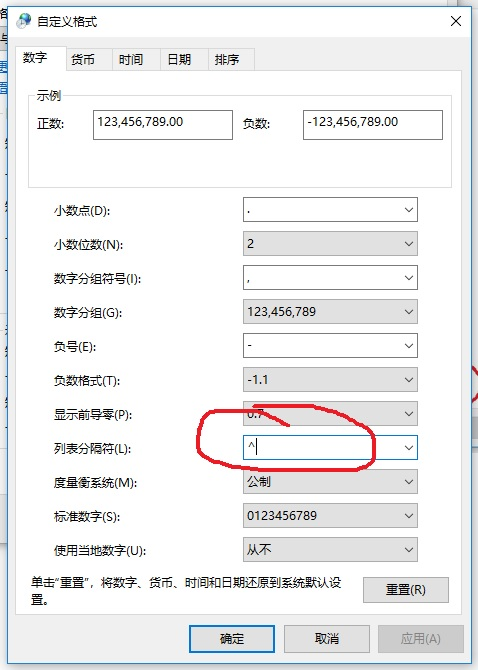 自定义格式
数字 货币 时间 日期 排序
示例
正数: 123,456,789.00 负数: -123,456,789.00
小数点(D): .
小数位数(N): 2
数字分组符号(I): ,
数字分组(G): 123,456,789
负号(E): -
负数格式(T): -1.1
显示前导零(P): 0.7
列表分隔符(L): ^
度量衡系统(M): 公制
标准数字(S): 0123456789
使用当地数字(U): 从不
单击“重置”，将数字、货币、时间和日期还原到系统默认设
置。
重置(R)
确定 取消 应用(A)